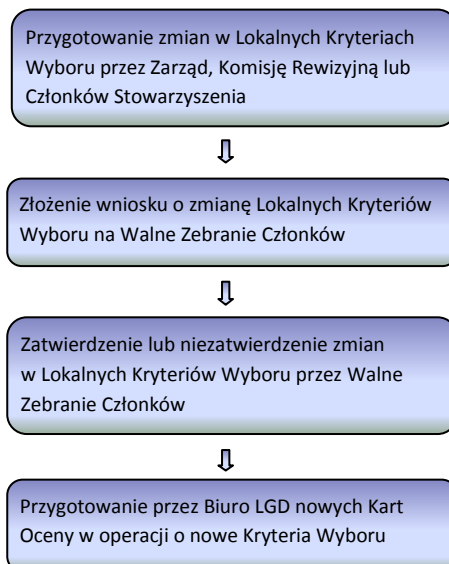 Przygotowanie zmian w Lokalnych Kryteriach
Wyboru przez Zarząd, Komisję Rewizyjną lub
Członków Stowarzyszenia
Złożenie wniosku o zmianę Lokalnych Kryteriów
Wyboru na Walne Zebranie Członków
Zatwierdzenie lub niezatwierdzenie zmian
w Lokalnych Kryteriów Wyboru przez Walne
Zebranie Członków
Przygotowanie przez Biuro LGD nowych Kart
Oceny w operacji o nowe Kryteria Wyboru